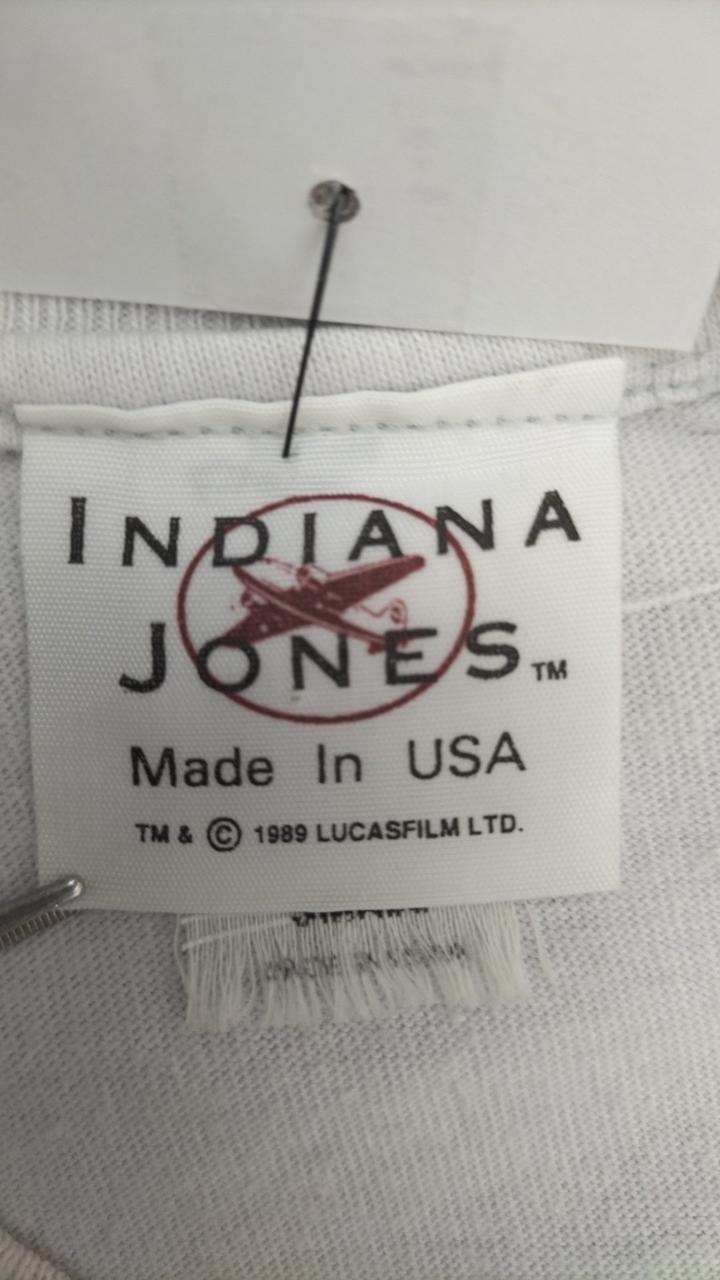 INDIANA
JONES™
Made In USA
TM & © 1989 LUCASFILM LTD.